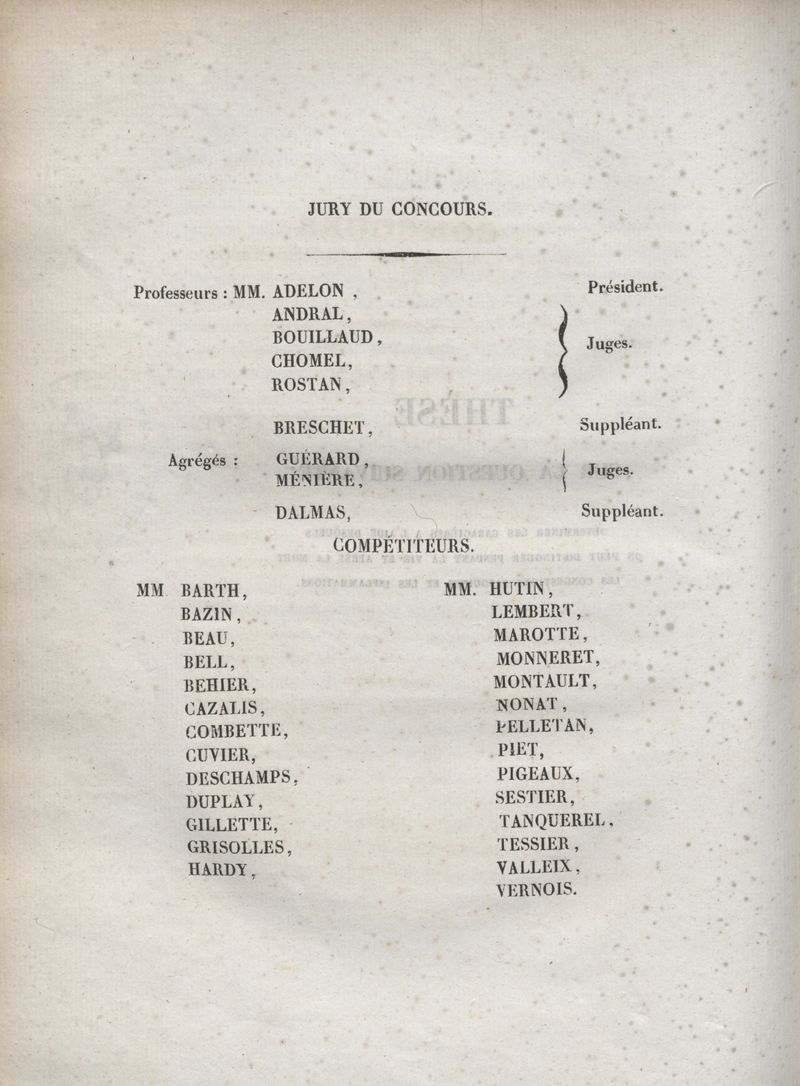 JURY DU CONCOURS.
Professeurs : MM. ADELON , Président.
ANDRAL,
BOUILLAUD, Juges.
CHOMEL,
ROSTAN,
BRESCHET, Suppléant.
Agrégés : GUÉRARD,
MÉNIÈRE, Juges.
DALMAS, Suppléant.
COMPÉTITEURS.
MM BARTH,
BAZIN,
BEAU,
BELL,
BEHIER,
CAZALIS,
COMBETTE,
CUVIER,
DESCHAMPS,
DUPLAY,
GILLETTE,
GRISOLLES,
HARDY,
MM. HUTIN,
LEMBERT,
MAROTTE,
MONNERET,
MONTAULT,
NONAT,
PELLETAN,
PIET,
PIGEAUX,
SESTIER,
TANQUEREL,
TESSIER,
VALLEIX,
VERNOIS.